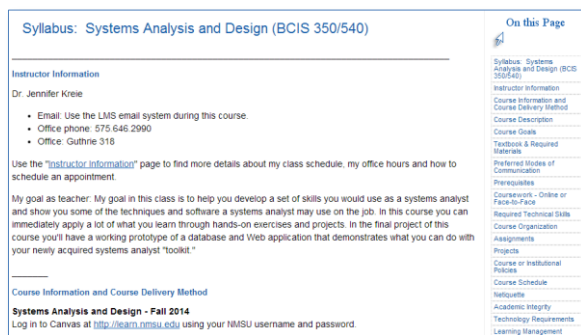 Syllabus: Systems Analysis and Design (BCIS 350/540)
Instructor Information
Dr. Jennifer Kreie
• Email: Use the LMS email system during this course.
• Office phone: 575.646.2990
• Office: Guthrie 318
Use the "Instructor Information" page to find more details about my class schedule, my office hours and how to
schedule an appointment.
My goal as teacher: My goal in this class is to help you develop a set of skills you would use as a systems analyst
and show you some of the techniques and software a systems analyst may use on the job. In this course you can
immediately apply a lot of what you learn through hands-on exercises and projects. In the final project of this
course you'll have a working prototype of a database and Web application that demonstrates what you can do with
your newly acquired systems analyst "toolkit."
Course Information and Course Delivery Method
Systems Analysis and Design - Fall 2014
Log in to Canvas at http://learn.nmsu.edu using your NMSU username and password.
On this Page
Syllabus: Systems
Analysis and Design (BCIS
350/540)
Instructor Information
Course Information and
Course Delivery Method
Course Description
Course Goals
Textbook & Required
Materials
Preferred Modes of
Communication
Prerequisites
Coursework - Online or
Face-to-Face
Required Technical Skills
Course Organization
Assignments
Projects
Course or Institutional
Policies
Course Schedule
Netiquette
Academic Integrity
Technology Requirements
Learning Management